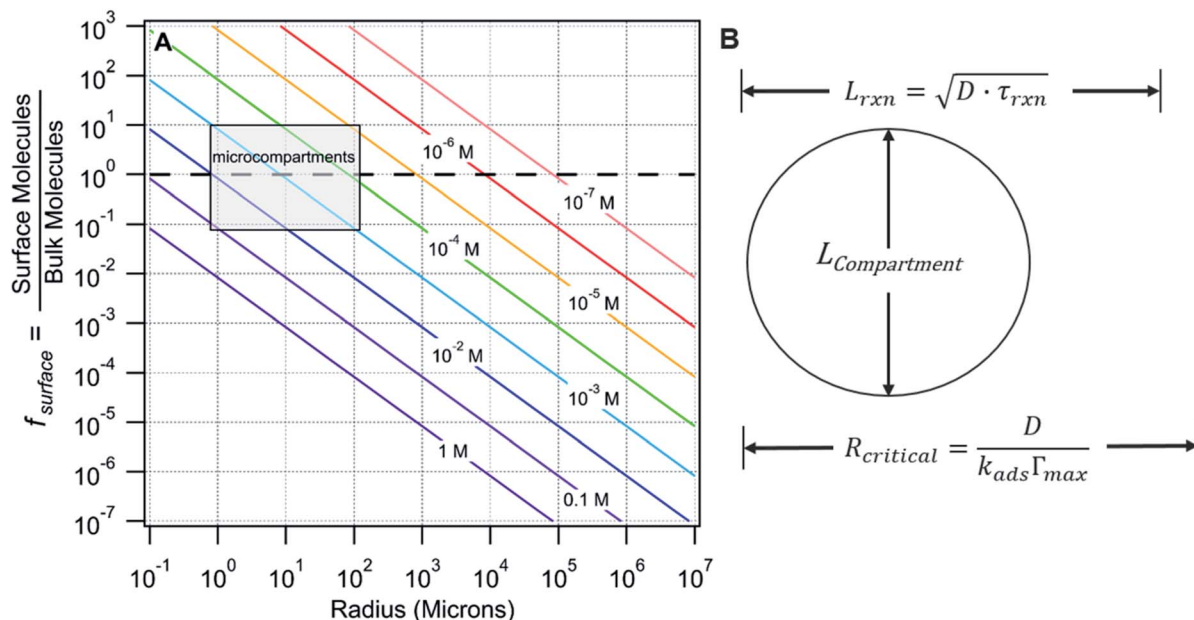 A
10^3
10^2
10^1
10^0
10^-1
10^-2
10^-3
10^-4
10^-5
10^-6
10^-7
f_surface = Surface Molecules / Bulk Molecules
microcompartments
10^-6 M
10^-7 M
10^-4 M
10^-5 M
10^-2 M
10^-3 M
1 M
0.1 M
10^-1 10^0 10^1 10^2 10^3 10^4 10^5 10^6 10^7
Radius (Microns)
B
L_rxn = √(D · τ_rxn)
L_Compartment
R_critical = D / k_ads Γ_max